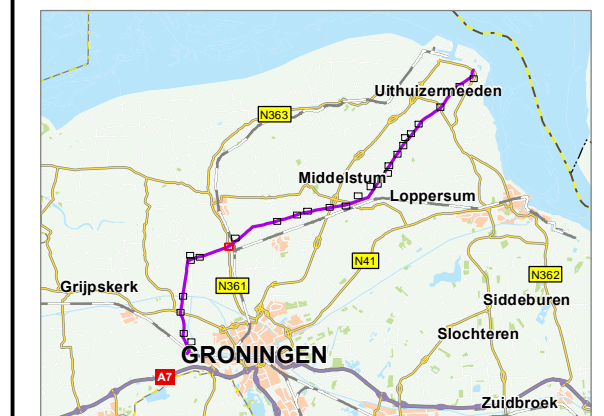 Uithuizermeeden
N363
Middelstum
Loppersum
N41
N362
Grijpskerk
N361
Siddeburen
Slochteren
GRONINGEN
A7
Zuidbroek